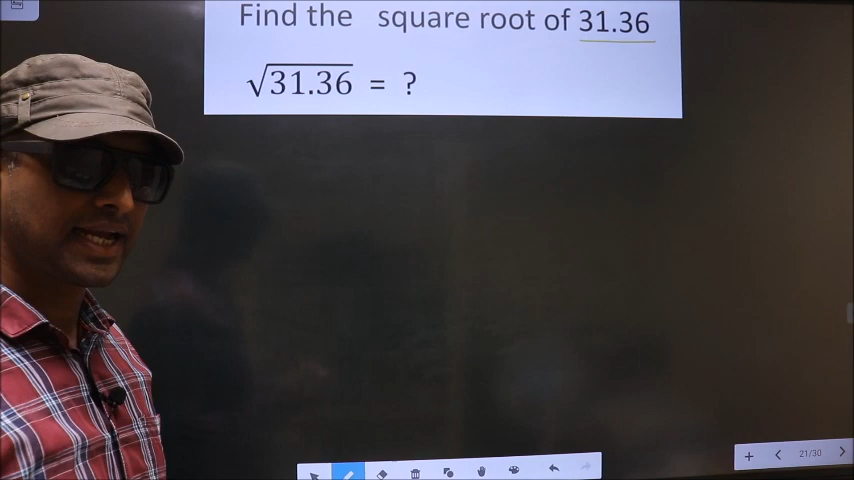 Find the square root of 31.36
√31.36 = ?
21/30